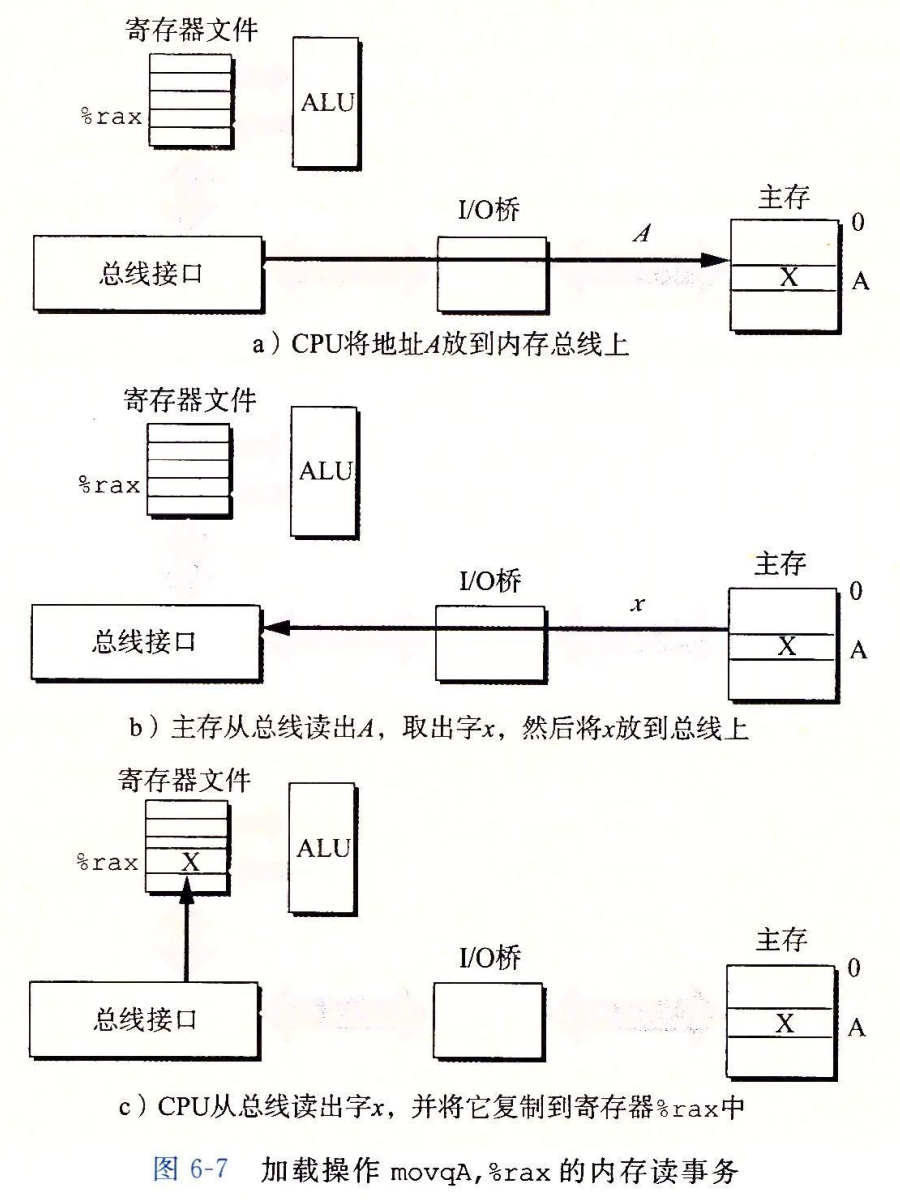 寄存器文件
%rax
ALU
总线接口
I/O桥
A
主存
0
X
A
a）CPU将地址A放到内存总线上
寄存器文件
%rax
ALU
总线接口
I/O桥
x
主存
0
X
A
b）主存从总线读出A，取出字x，然后将x放到总线上
寄存器文件
%rax
X
ALU
总线接口
I/O桥
主存
0
X
A
c）CPU从总线读出字x，并将它复制到寄存器%rax中
图 6-7 加载操作 movqA,%rax 的内存读事务